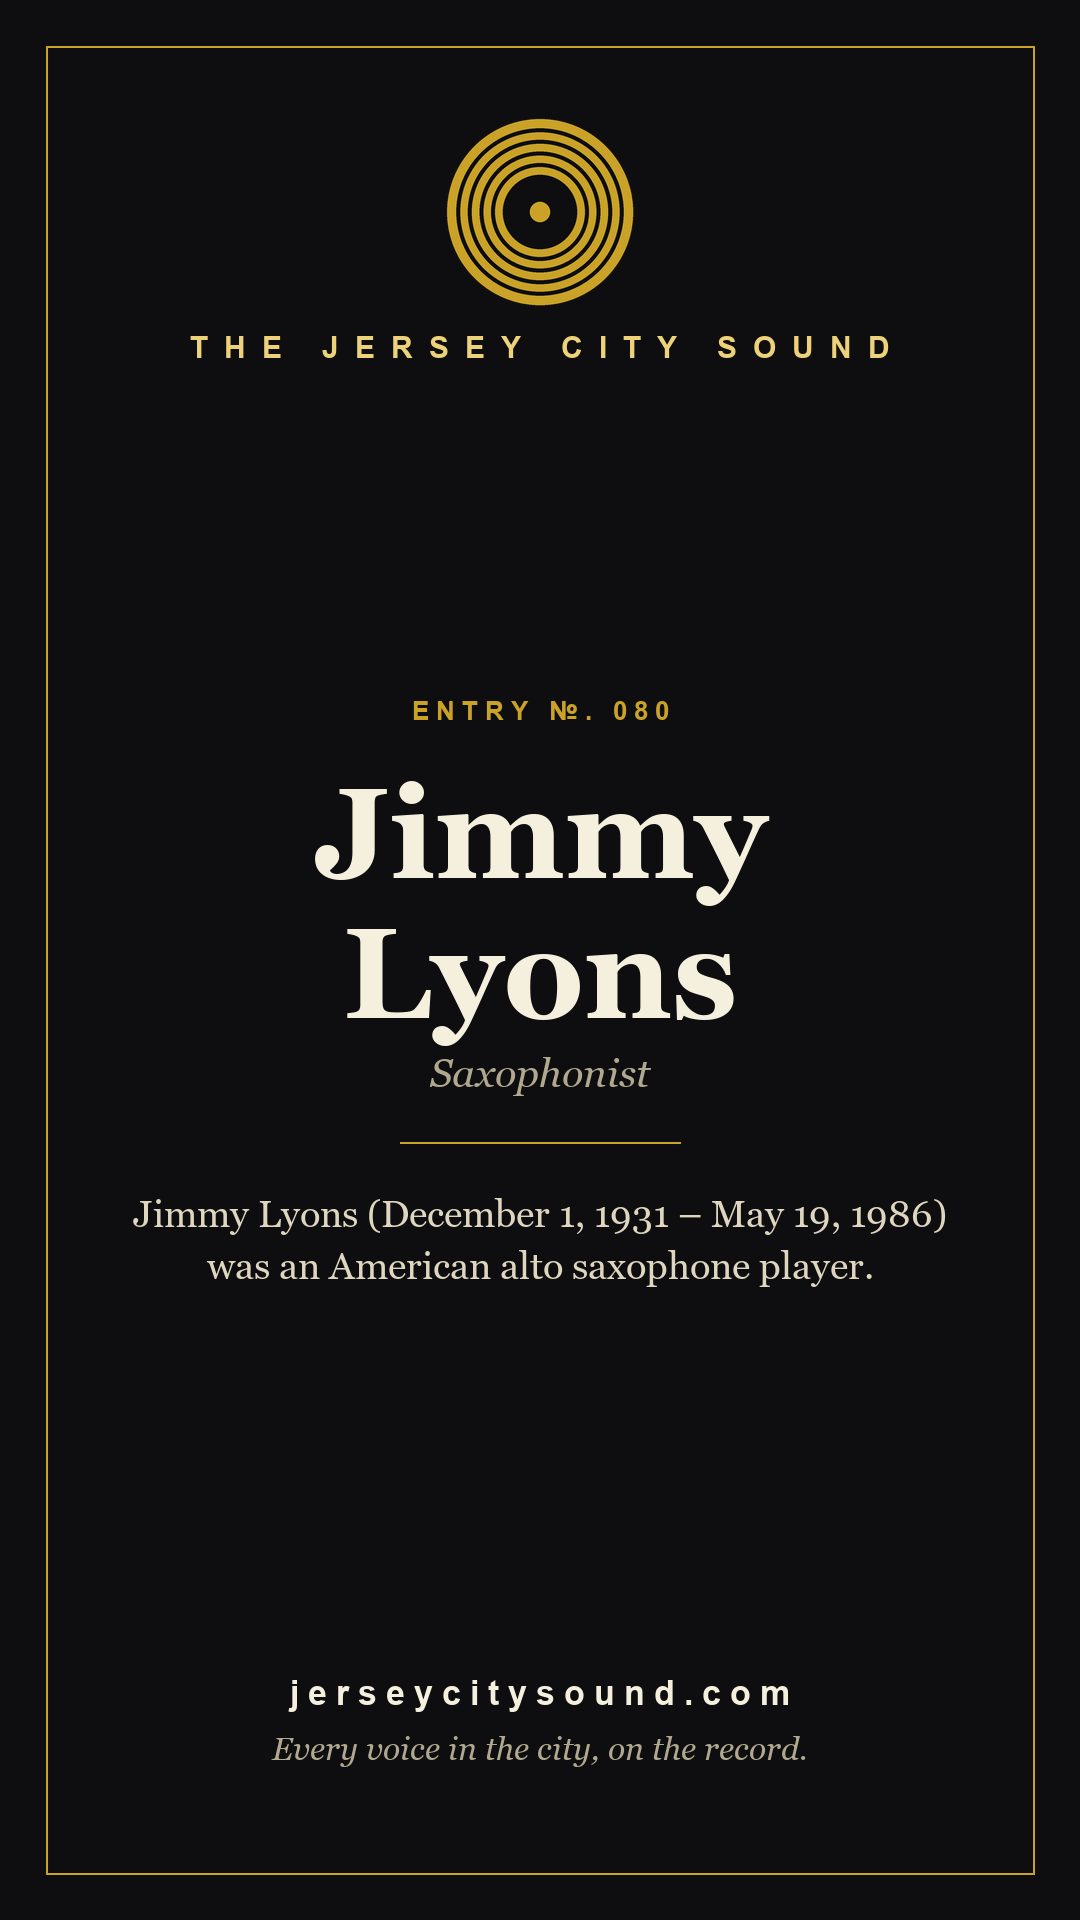 THE JERSEY CITY SOUND
ENTRY №. 080
Jimmy
Lyons
Saxophonist
Jimmy Lyons (December 1, 1931 – May 19, 1986)
was an American alto saxophone player.
jerseycitysound.com
Every voice in the city, on the record.